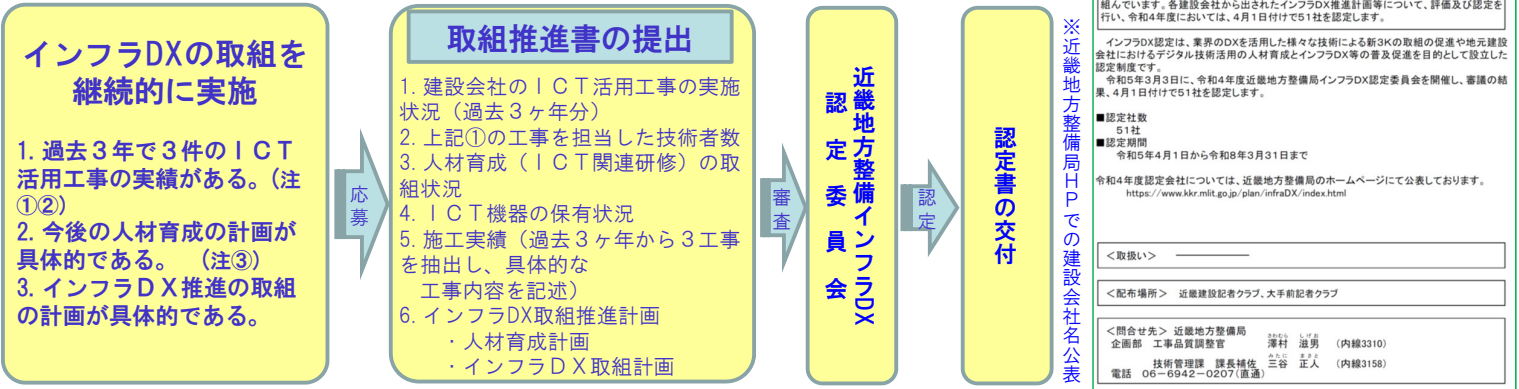 インフラDXの取組を
継続的に実施
1. 過去３年で３件のＩＣＴ
活用工事の実績がある。(注
①②)
2. 今後の人材育成の計画が
具体的である。　(注③)
3. インフラＤＸ推進の取組
の計画が具体的である。
応
募
取組推進書の提出
1. 建設会社のＩＣＴ活用工事の実施
状況（過去３ヶ年分）
2. 上記①の工事を担当した技術者数
3. 人材育成（ＩＣＴ関連研修）の取
組状況
4. ＩＣＴ機器の保有状況
5. 施工実績（過去３ヶ年から３工事
を抽出し、具体的な
工事内容を記述）
6. インフラDX取組推進計画
・人材育成計画
・インフラＤＸ取組計画
審
査
近畿地方整備インフラDX
認定委員会
認
定
認定書の交付
※近畿地方整備局ＨＰでの建設会社名公表
組んでいます。各建設会社から出されたインフラDX推進計画等について、評価及び認定を
行い、令和4年度においては、4月1日付けで51社を認定します。
インフラDX認定は、業界のDXを活用した様々な技術による新3Kの取組の促進や地元建設
会社におけるデジタル技術活用の人材育成とインフラDX等の普及促進を目的として設立した
認定制度です。
令和5年3月3日に、令和4年度近畿地方整備局インフラDX認定委員会を開催し、審議の結
果、4月1日付けで51社を認定します。
■認定社数
51社
■認定期間
令和5年4月1日から令和8年3月31日まで
令和4年度認定会社については、近畿地方整備局のホームページにて公表しております。
https://www.kkr.mlit.go.jp/plan/infraDX/index.html
＜取扱い＞　―――――
＜配布場所＞　近畿建設記者クラブ、大手前記者クラブ
＜問合せ先＞ 近畿地方整備局
さわむら　しげお
企画部　工事品質調整官　澤村　滋男　(内線3310)
みたに　まさと
技術管理課　課長補佐　三谷　正人　(内線3158)
電話　06－6942－0207(直通)